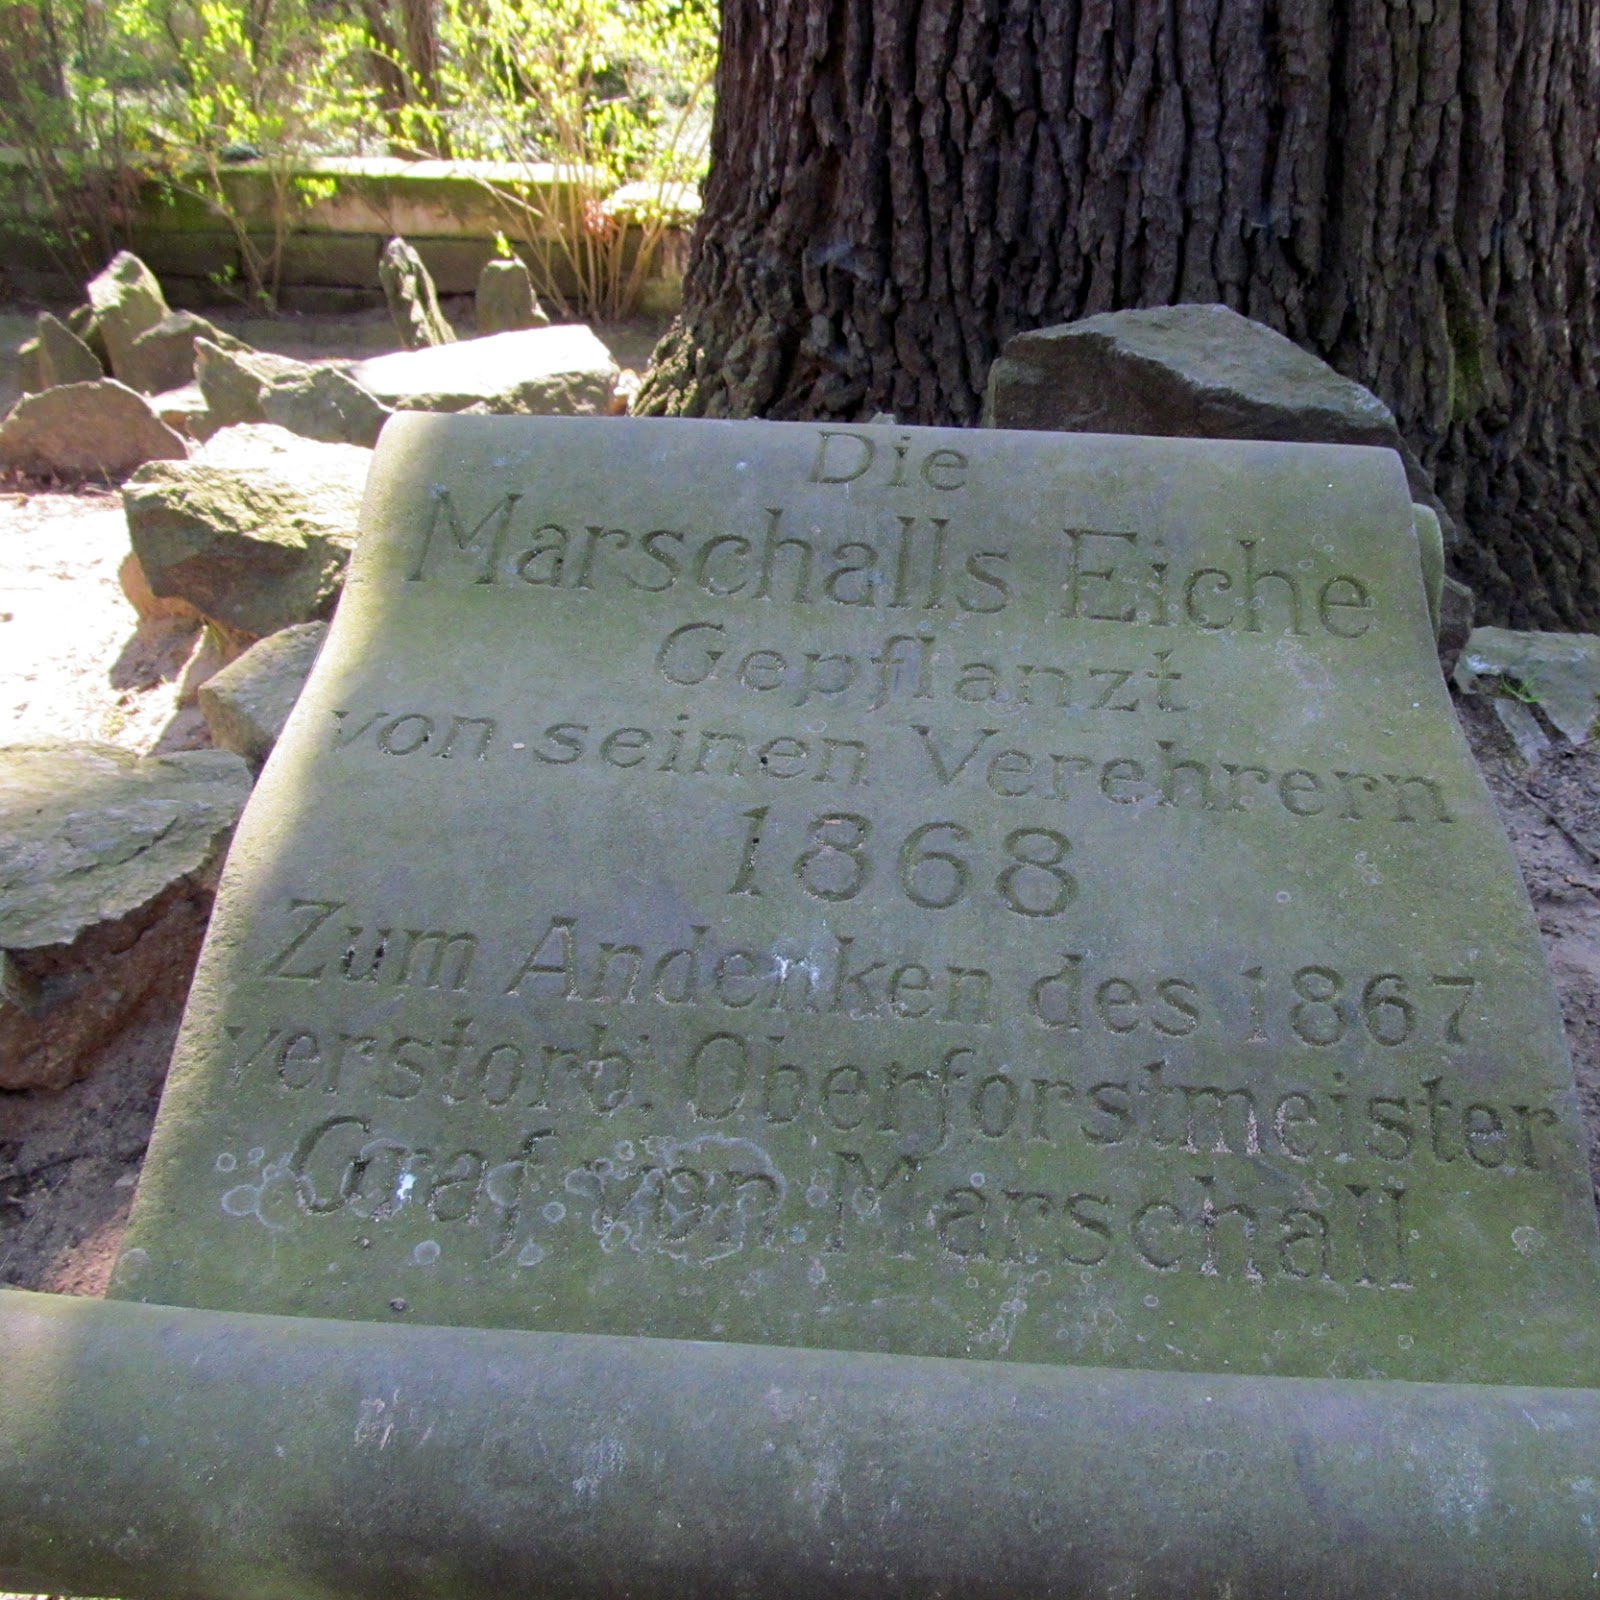 Die
Marschalls Eiche
Gepflanzt
von seinen Verehrern
1868
Zum Andenken des 1867
verstorb. Oberforstmeister
Graf von Marschall